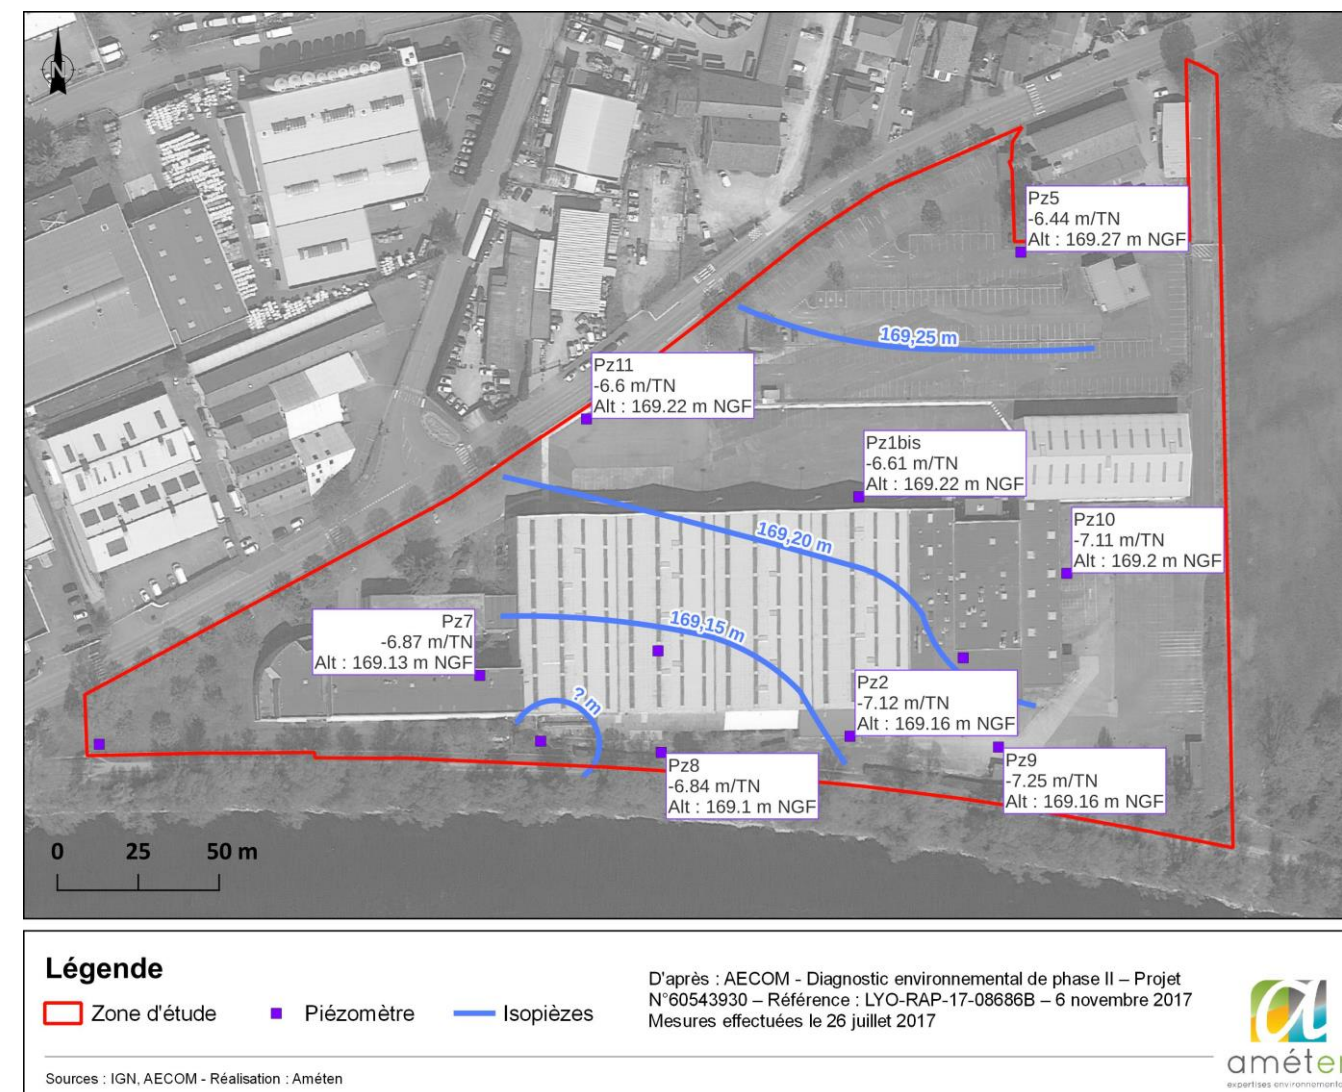 N
Pz5
-6.44 m/TN
Alt : 169.27 m NGF
169,25 m
Pz11
-6.6 m/TN
Alt : 169.22 m NGF
Pz1bis
-6.61 m/TN
Alt : 169.22 m NGF
169,20 m
Pz10
-7.11 m/TN
Alt : 169.2 m NGF
Pz7
-6.87 m/TN
Alt : 169.13 m NGF
169,15 m
? m
Pz2
-7.12 m/TN
Alt : 169.16 m NGF
Pz8
-6.84 m/TN
Alt : 169.1 m NGF
Pz9
-7.25 m/TN
Alt : 169.16 m NGF
0 25 50 m
Légende
Zone d'étude
Piézomètre
Isopièzes
D'après : AECOM - Diagnostic environnemental de phase II – Projet
N°60543930 – Référence : LYO-RAP-17-08686B – 6 novembre 2017
Mesures effectuées le 26 juillet 2017
Sources : IGN, AECOM - Réalisation : Améten
améten
expertises environnementa